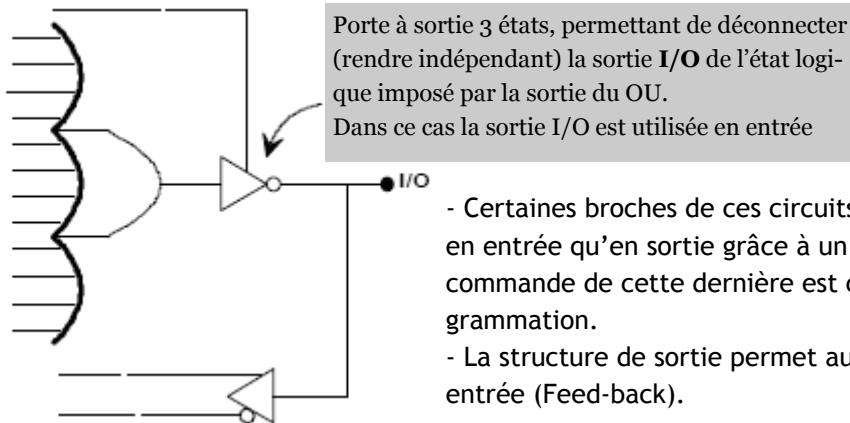 Porte à sortie 3 états, permettant de déconnecter
(rendre indépendant) la sortie I/O de l'état logi-
que imposé par la sortie du OU.
Dans ce cas la sortie I/O est utilisée en entrée
I/O
- Certaines broches de ces circuits
en entrée qu'en sortie grâce à un
commande de cette dernière est
grammation.
- La structure de sortie permet au
entrée (Feed-back).